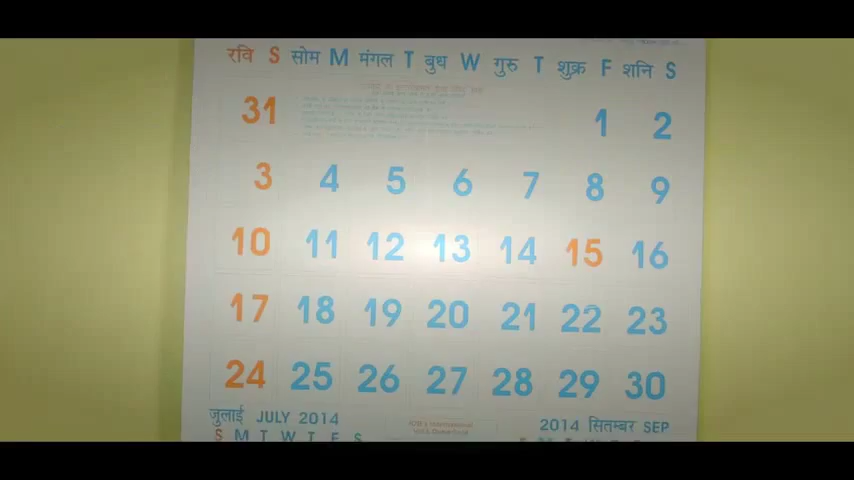 रवि S सोम M मंगल T बुध W गुरु T शुक्र F शनि S
31 1 2
3 4 5 6 7 8 9
10 11 12 13 14 15 16
17 18 19 20 21 22 23
24 25 26 27 28 29 30
जुलाई JULY 2014 2014 सितम्बर SEP
S M T W T F S